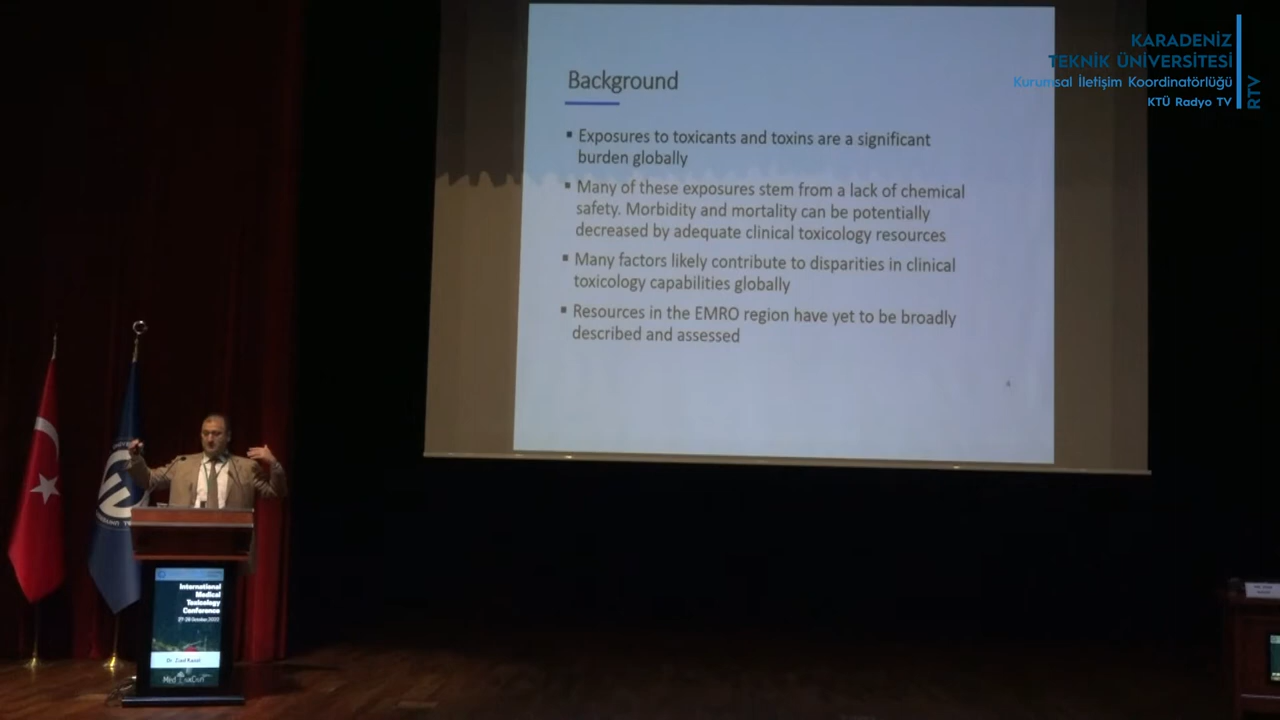 KARADENİZ
TEKNİK ÜNİVERSİTESİ
Kurumsal İletişim Koordinatörlüğü
KTÜ Radyo TV
RTV
Background
▪ Exposures to toxicants and toxins are a significant
burden globally
▪ Many of these exposures stem from a lack of chemical
safety. Morbidity and mortality can be potentially
decreased by adequate clinical toxicology resources
▪ Many factors likely contribute to disparities in clinical
toxicology capabilities globally
▪ Resources in the EMRO region have yet to be broadly
described and assessed
International
Medical
Toxicology
Conference
Dr. Ziad Kazzi